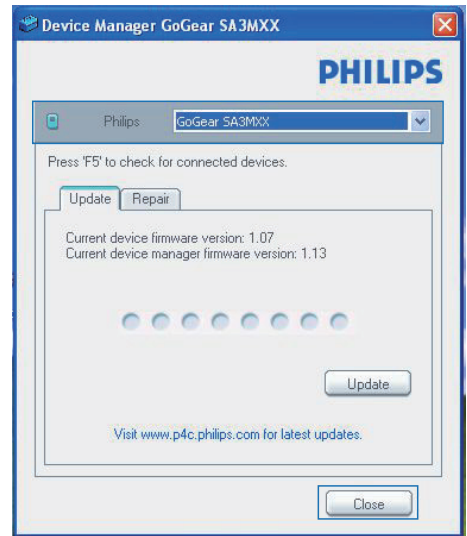 Device Manager GoGear SA3MXX
PHILIPS
Philips GoGear SA3MXX
Press 'F5' to check for connected devices.
Update Repair
Current device firmware version: 1.07
Current device manager firmware version: 1.13
Update
Visit www.p4c.philips.com for latest updates.
Close